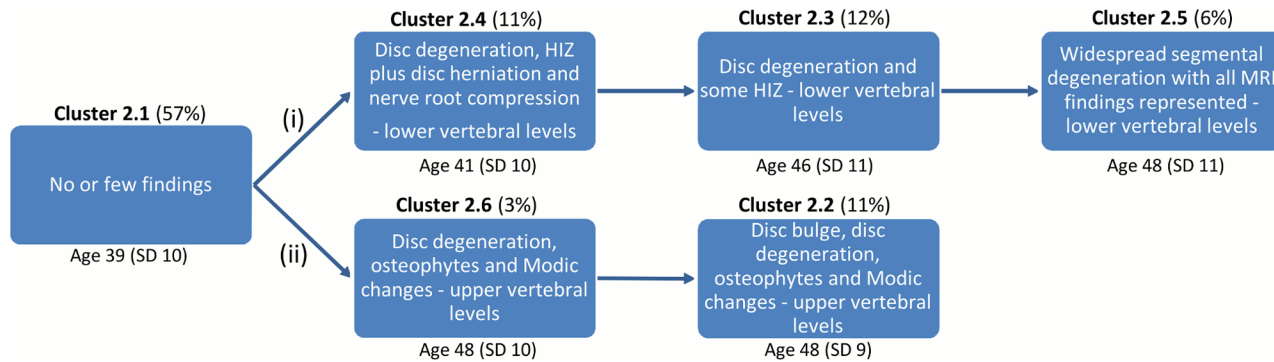 Cluster 2.4 (11%)
Disc degeneration, HIZ
plus disc herniation and
nerve root compression
- lower vertebral levels
Age 41 (SD 10)
Cluster 2.3 (12%)
Disc degeneration and
some HIZ - lower vertebral
levels
Age 46 (SD 11)
Cluster 2.5 (6%)
Widespread segmental
degeneration with all MRI
findings represented -
lower vertebral levels
Age 48 (SD 11)
Cluster 2.1 (57%)
No or few findings
Age 39 (SD 10)
(i)
(ii)
Cluster 2.6 (3%)
Disc degeneration,
osteophytes and Modic
changes - upper vertebral
levels
Age 48 (SD 10)
Cluster 2.2 (11%)
Disc bulge, disc
degeneration,
osteophytes and Modic
changes - upper vertebral
levels
Age 48 (SD 9)